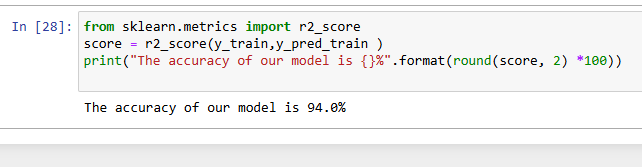 In [28]: from sklearn.metrics import r2_score
score = r2_score(y_train,y_pred_train )
print("The accuracy of our model is {}%".format(round(score, 2) *100))
The accuracy of our model is 94.0%